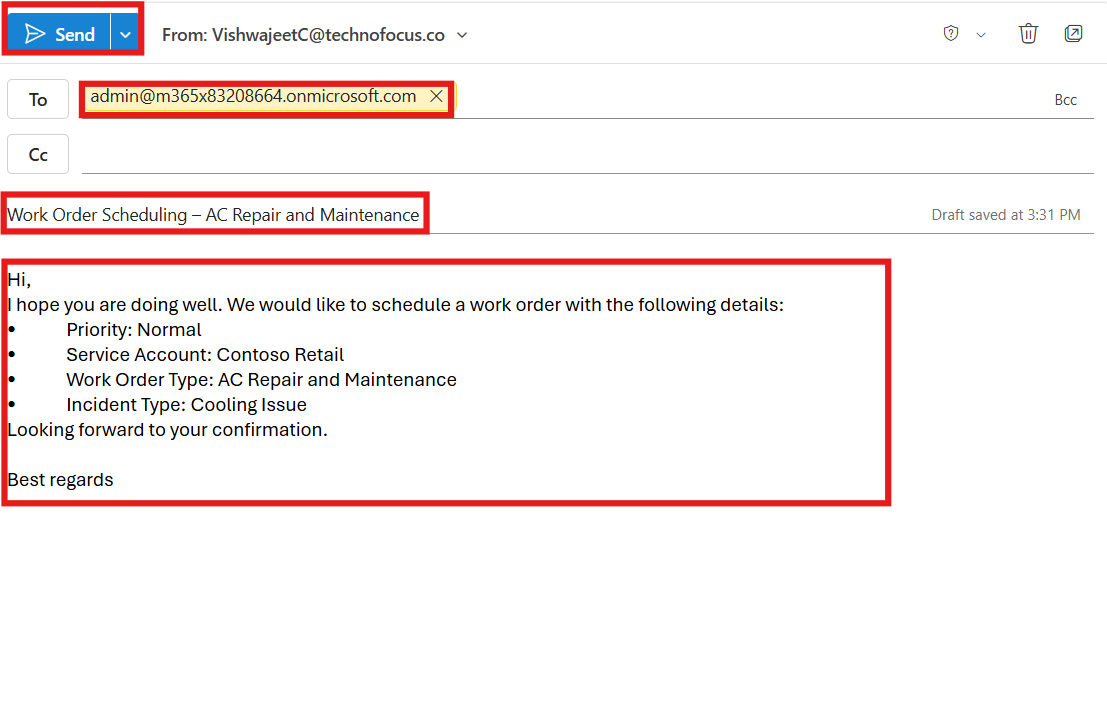 Send
From: VishwajeetC@technofocus.co
To
admin@m365x83208664.onmicrosoft.com
Bcc
Cc
Work Order Scheduling – AC Repair and Maintenance
Draft saved at 3:31 PM
Hi,
I hope you are doing well. We would like to schedule a work order with the following details:
• Priority: Normal
• Service Account: Contoso Retail
• Work Order Type: AC Repair and Maintenance
• Incident Type: Cooling Issue
Looking forward to your confirmation.
Best regards